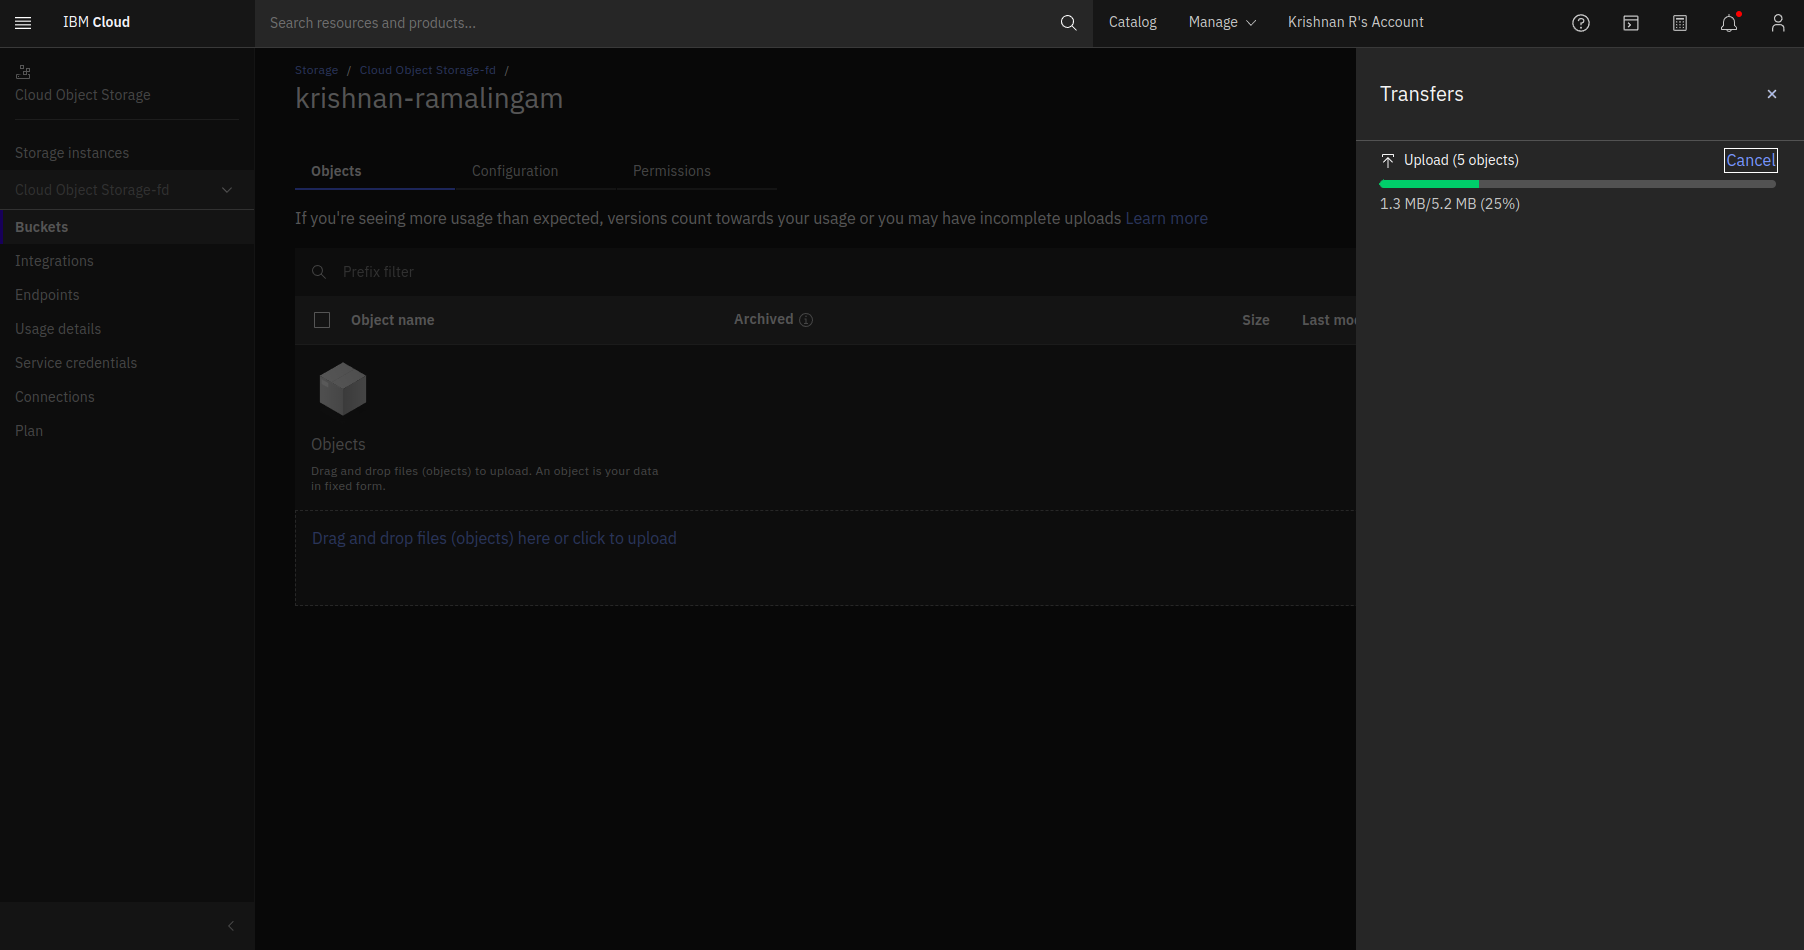 IBM Cloud
Search resources and products...
Catalog
Manage
Krishnan R's Account
Cloud Object Storage
Storage instances
Cloud Object Storage-fd
Buckets
Integrations
Endpoints
Usage details
Service credentials
Connections
Plan
Storage / Cloud Object Storage-fd /
krishnan-ramalingam
Objects
Configuration
Permissions
If you're seeing more usage than expected, versions count towards your usage or you may have incomplete uploads Learn more
Prefix filter
Object name
Archived
Size
Last mo
Objects
Drag and drop files (objects) to upload. An object is your data
in fixed form.
Drag and drop files (objects) here or click to upload
Transfers
Upload (5 objects)
Cancel
1.3 MB/5.2 MB (25%)